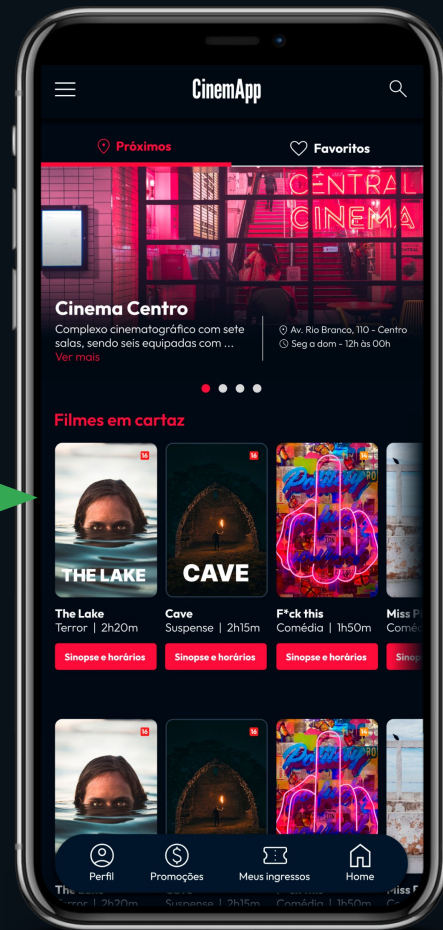 CinemApp
Próximos
Favoritos
CENTRAL
CINEMA
Cinema Centro
Complexo cinematográfico com sete
salas, sendo seis equipadas com ...
Ver mais
Av. Rio Branco, 110 - Centro
Seg a dom - 12h às 00h
Filmes em cartaz
16
16
THE LAKE
CAVE
The Lake
Cave
F*ck this
Miss
Terror | 2h20m
Suspense | 2h15m
Comédia | 1h50m
Sinopse e horários
Sinopse e horários
Sinopse e horários
16
16
Perfil
Promoções
Meus ingressos
Home
Suspense | 2h15m
Comédia | 1h50m